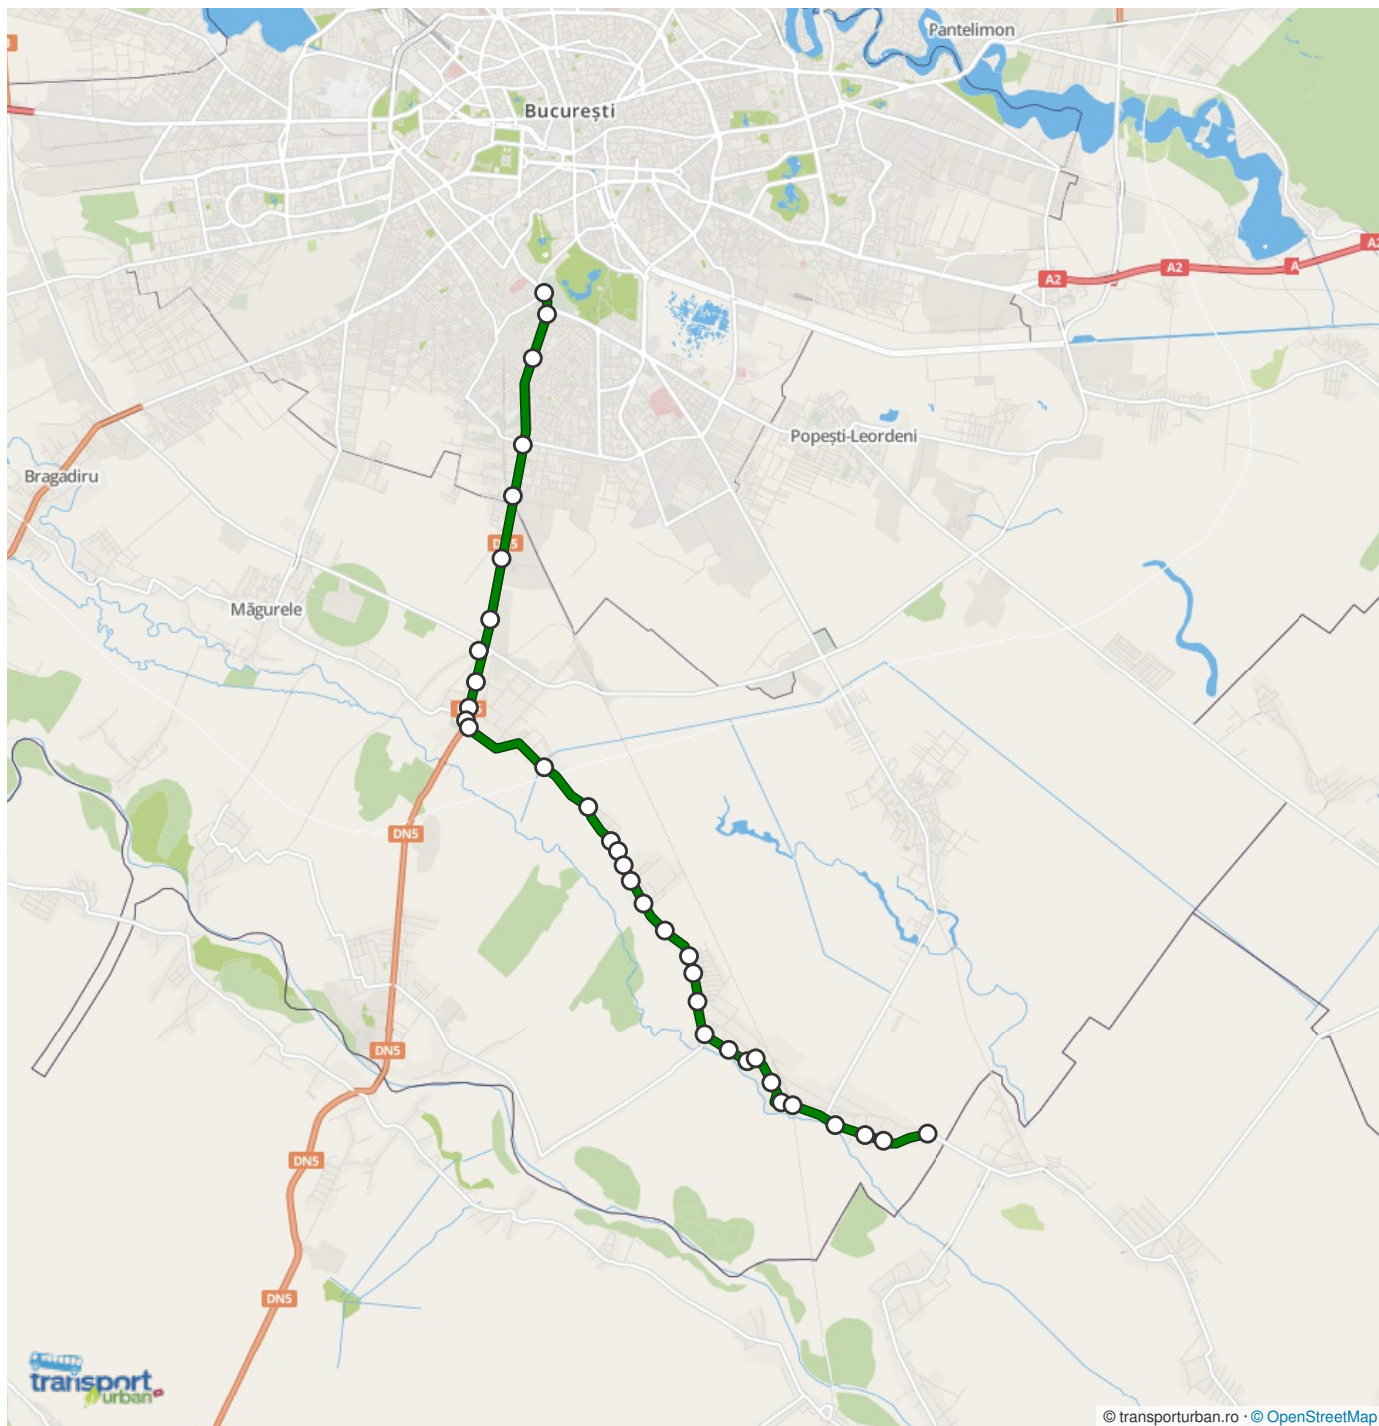 Pantelimon
București
A2
A2
A2
A
Popești-Leordeni
Bragadiru
DN5
Măgurele
DN5
DN5
DN5
DN5
transport
urban
© transporturban.ro · © OpenStreetMap